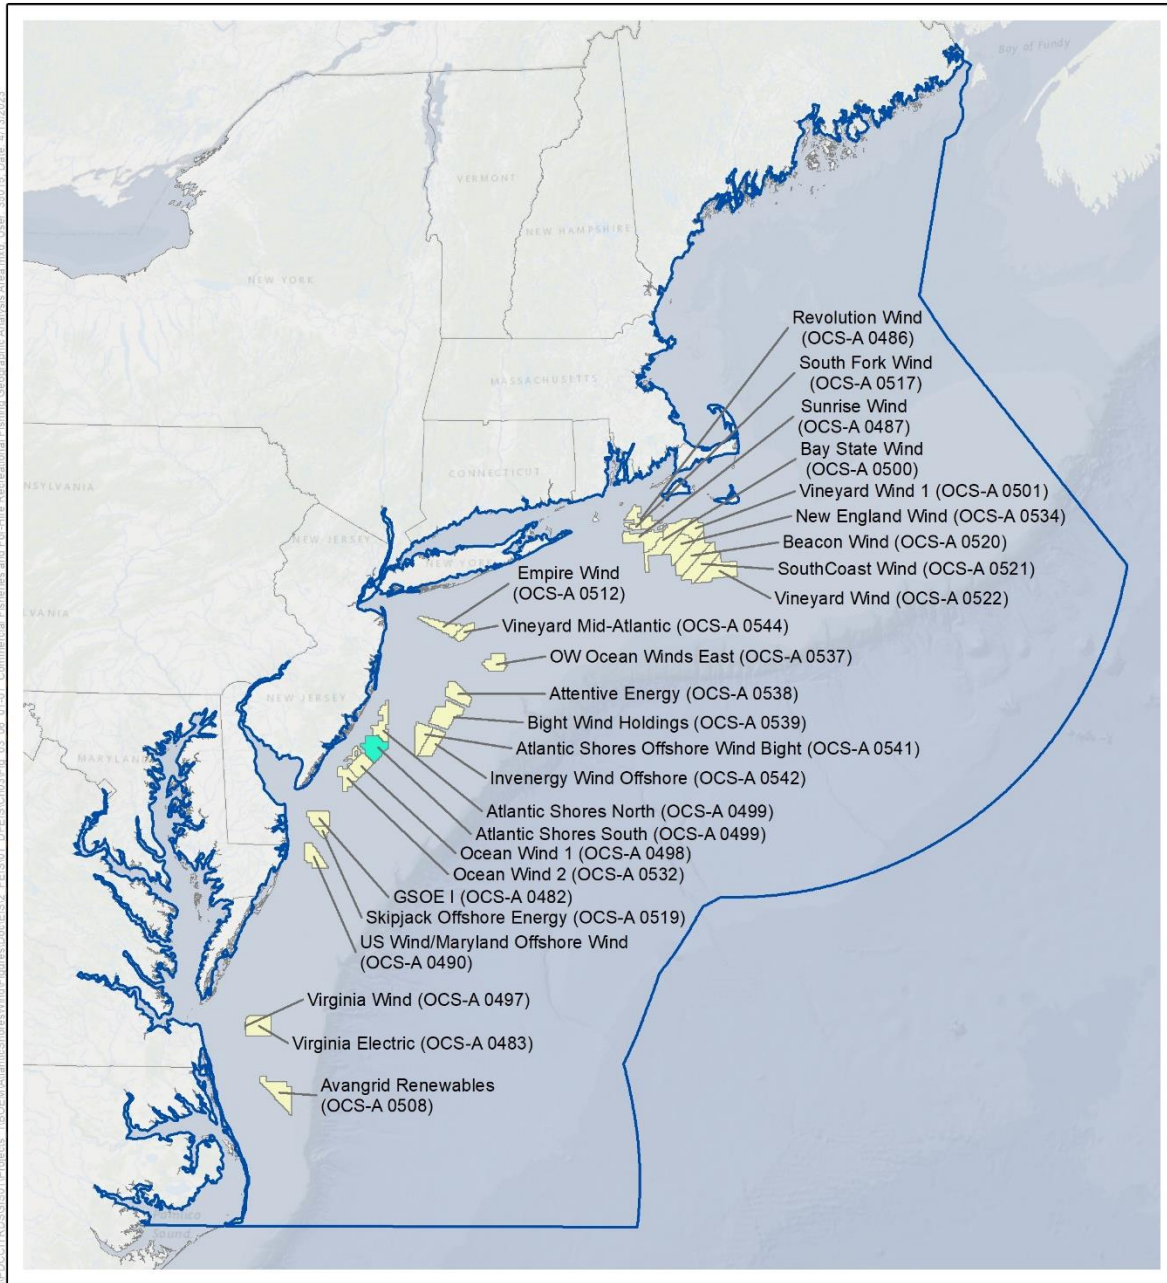 Bay of Fundy
VERMONT
NEW HAMPSHIRE
NEW YORK
Revolution Wind
(OCS-A 0486)
South Fork Wind
(OCS-A 0517)
MASSACHUSETTS
Sunrise Wind
(OCS-A 0487)
Bay State Wind
(OCS-A 0500)
CONNECTICUT
Vineyard Wind 1 (OCS-A 0501)
New England Wind (OCS-A 0534)
NEW JERSEY
Beacon Wind (OCS-A 0520)
NEW YORK
SouthCoast Wind (OCS-A 0521)
Empire Wind
(OCS-A 0512)
Vineyard Wind (OCS-A 0522)
Vineyard Mid-Atlantic (OCS-A 0544)
OW Ocean Winds East (OCS-A 0537)
NEW JERSEY
Attentive Energy (OCS-A 0538)
Bight Wind Holdings (OCS-A 0539)
Atlantic Shores Offshore Wind Bight (OCS-A 0541)
MARYLAND
Invenergy Wind Offshore (OCS-A 0542)
Atlantic Shores North (OCS-A 0499)
Atlantic Shores South (OCS-A 0499)
Ocean Wind 1 (OCS-A 0498)
Ocean Wind 2 (OCS-A 0532)
GSOE I (OCS-A 0482)
Skipjack Offshore Energy (OCS-A 0519)
US Wind/Maryland Offshore Wind
(OCS-A 0490)
Virginia Wind (OCS-A 0497)
Virginia Electric (OCS-A 0483)
Avangrid Renewables
(OCS-A 0508)
Pamlico
Sound